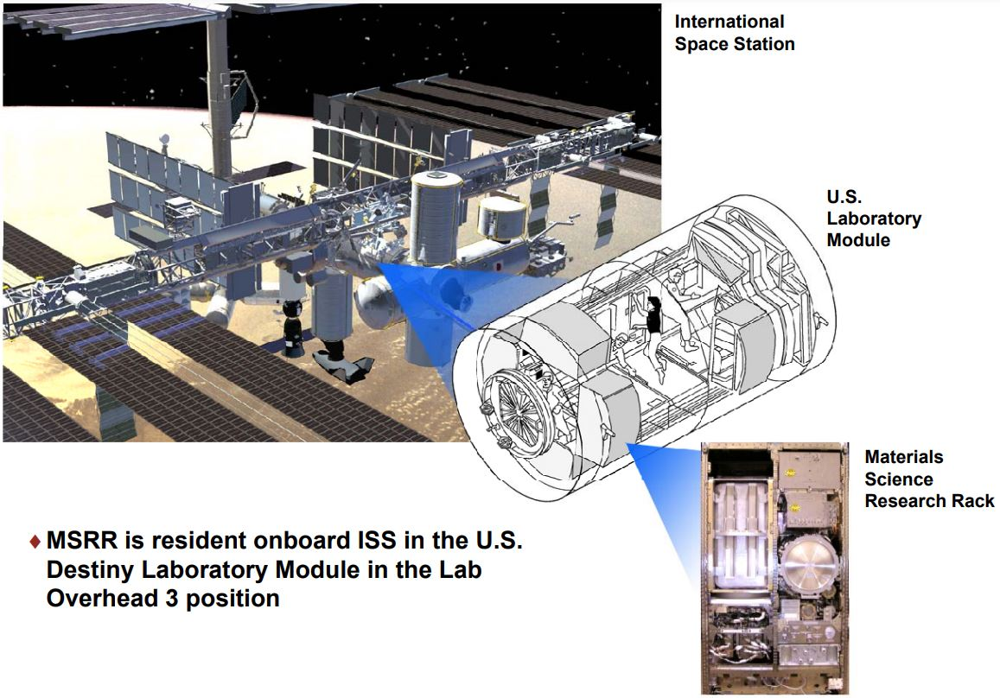 International
Space Station
U.S.
Laboratory
Module
Materials
Science
Research Rack
♦ MSRR is resident onboard ISS in the U.S.
Destiny Laboratory Module in the Lab
Overhead 3 position